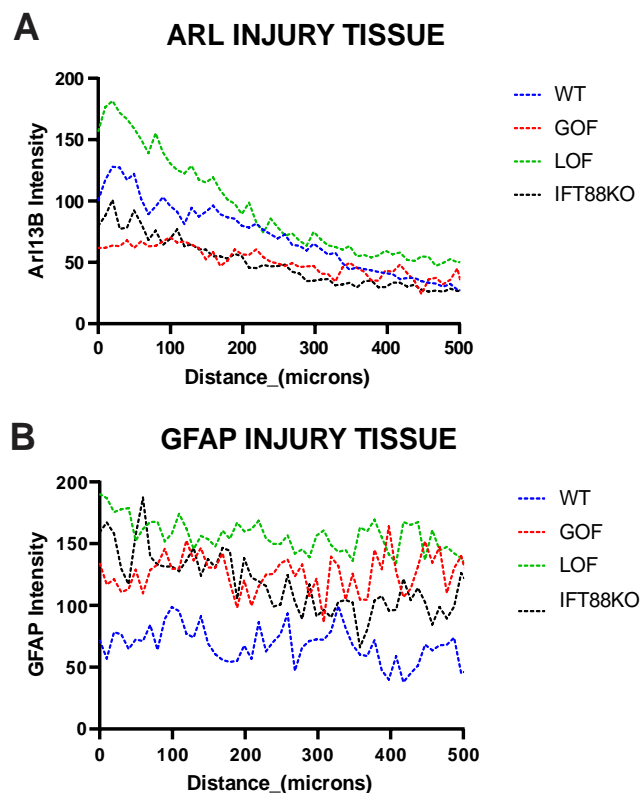 A
ARL INJURY TISSUE
200
150
100
50
0
Arl13B Intensity
0 100 200 300 400 500
Distance_(microns)
WT
GOF
LOF
IFT88KO
B
GFAP INJURY TISSUE
200
150
100
50
0
GFAP Intensity
0 100 200 300 400 500
Distance_(microns)
WT
GOF
LOF
IFT88KO